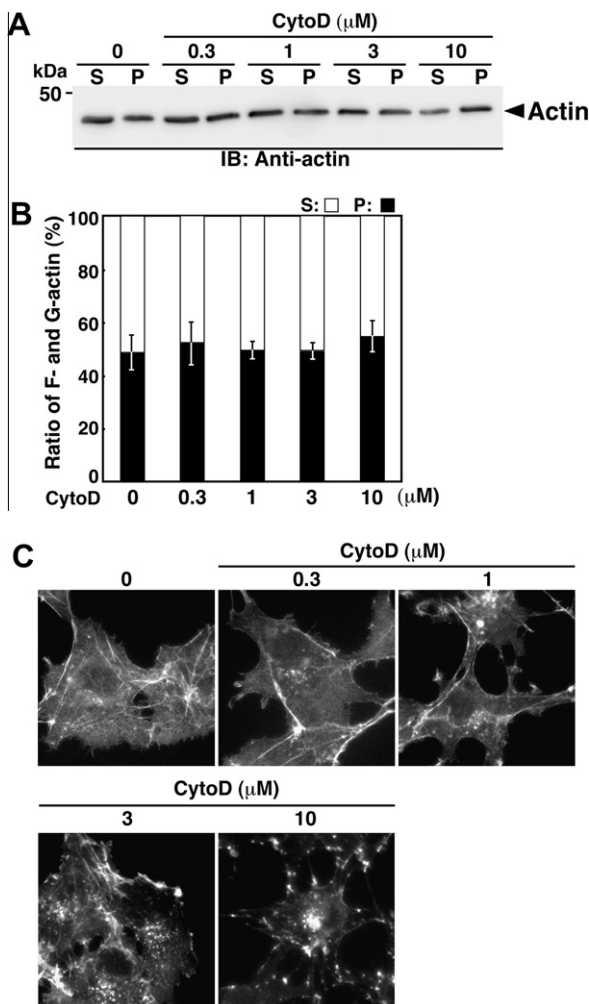 A
CytoD (μM)
0 0.3 1 3 10
kDa S P S P S P S P S P
50
Actin
IB: Anti-actin
B
S: P:
Ratio of F- and G-actin (%)
100
80
60
40
20
0
CytoD 0 0.3 1 3 10 (μM)
C
CytoD (μM)
0 0.3 1
CytoD (μM)
3 10